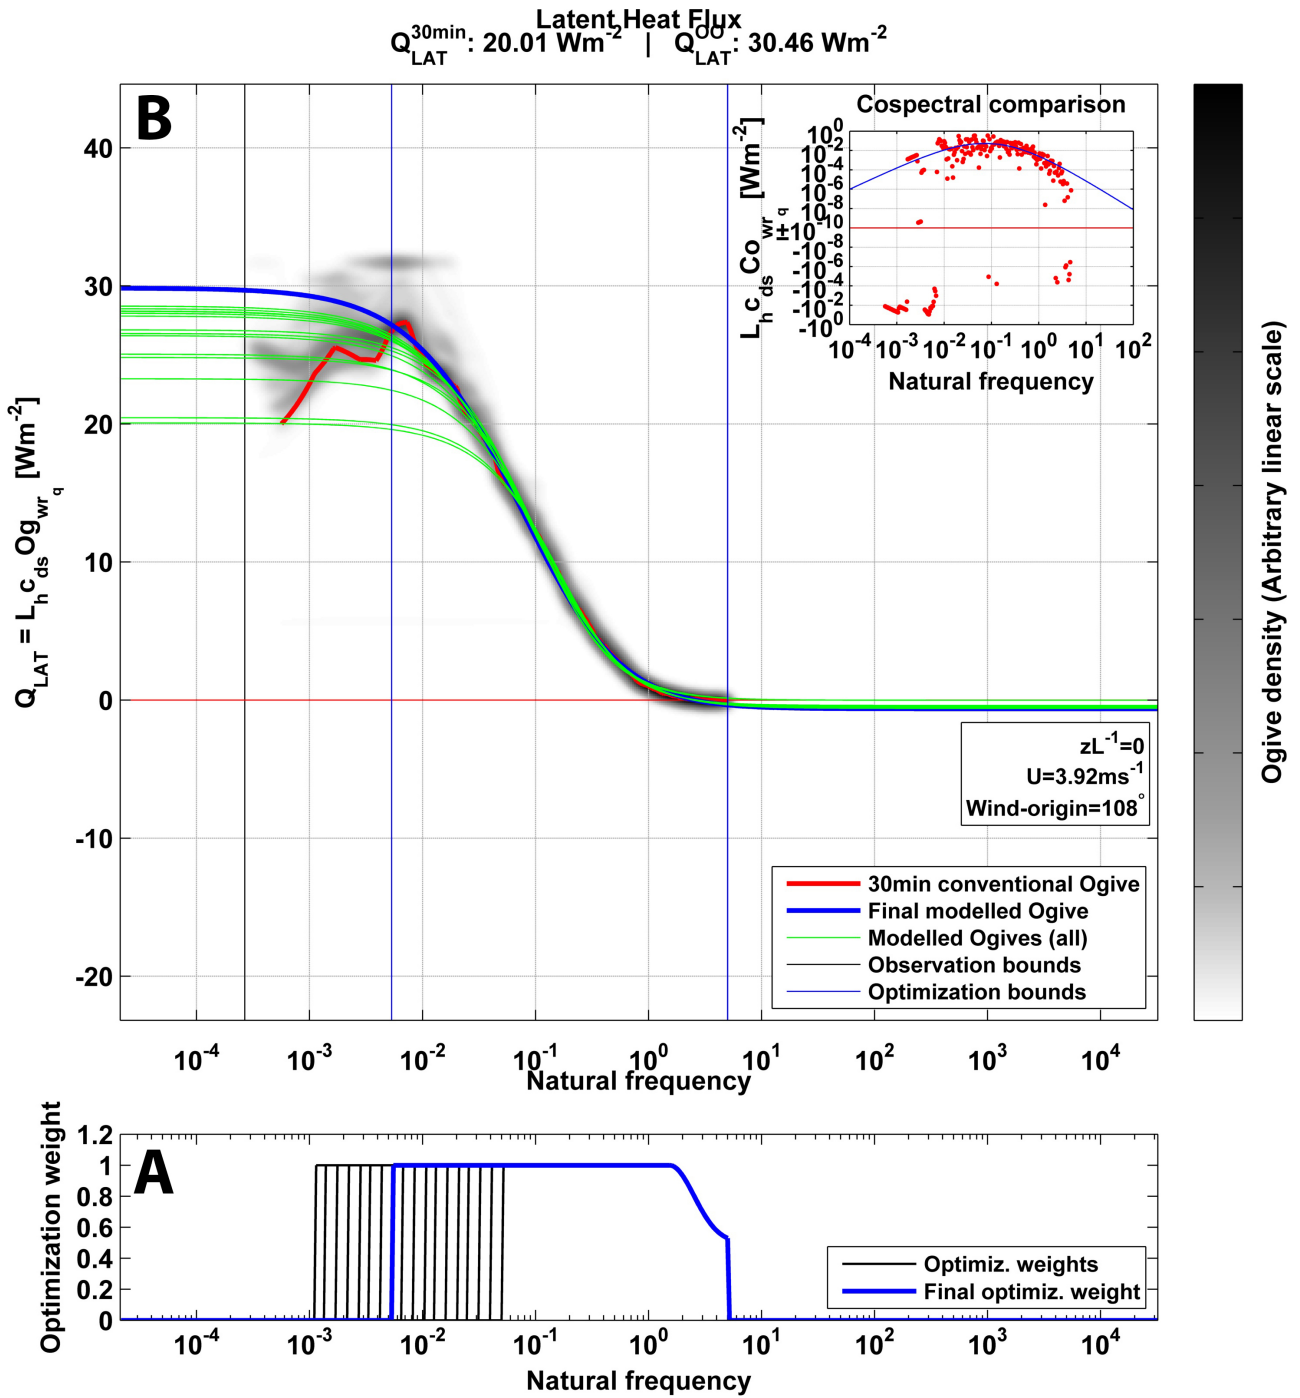 Latent Heat Flux
Q_LAT^30min: 20.01 Wm^-2 | Q_LAT^OO: 30.46 Wm^-2
B
40
30
20
10
0
-10
-20
Q_LAT = L_h c_ds Og_wr_q [Wm^-2]
10^-4 10^-3 10^-2 10^-1 10^0 10^1 10^2 10^3 10^4
Natural frequency
Cospectral comparison
L_h c_ds Co_wr_q [Wm^-2]
10^0
10^-2
10^-4
10^-6
10^-8
±10^-10
-10^-8
-10^-6
-10^-4
-10^-2
-10^0
10^-4 10^-3 10^-2 10^-1 10^0 10^1 10^2
Natural frequency
zL^-1=0
U=3.92ms^-1
Wind-origin=108°
30min conventional Ogive
Final modelled Ogive
Modelled Ogives (all)
Observation bounds
Optimization bounds
Ogive density (Arbitrary linear scale)
A
Optimization weight
1.2
1
0.8
0.6
0.4
0.2
0
Optimiz. weights
Final optimiz. weight
10^-4 10^-3 10^-2 10^-1 10^0 10^1 10^2 10^3 10^4
Natural frequency